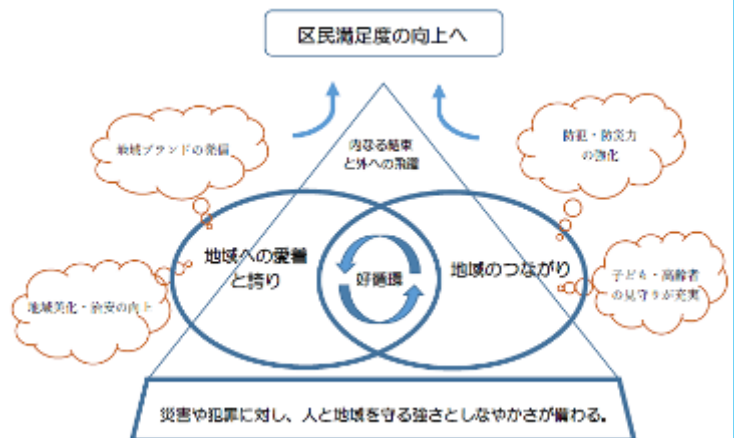 区民満足度の向上へ
地域ブランドの発信
防犯・防災力
の強化
内なる結束
と外への飛躍
地域への愛着
と誇り
好循環
地域のつながり
地域美化・治安の向上
子ども・高齢者
の見守りが充実
災害や犯罪に対し、人と地域を守る強さとしなやかさが備わる。